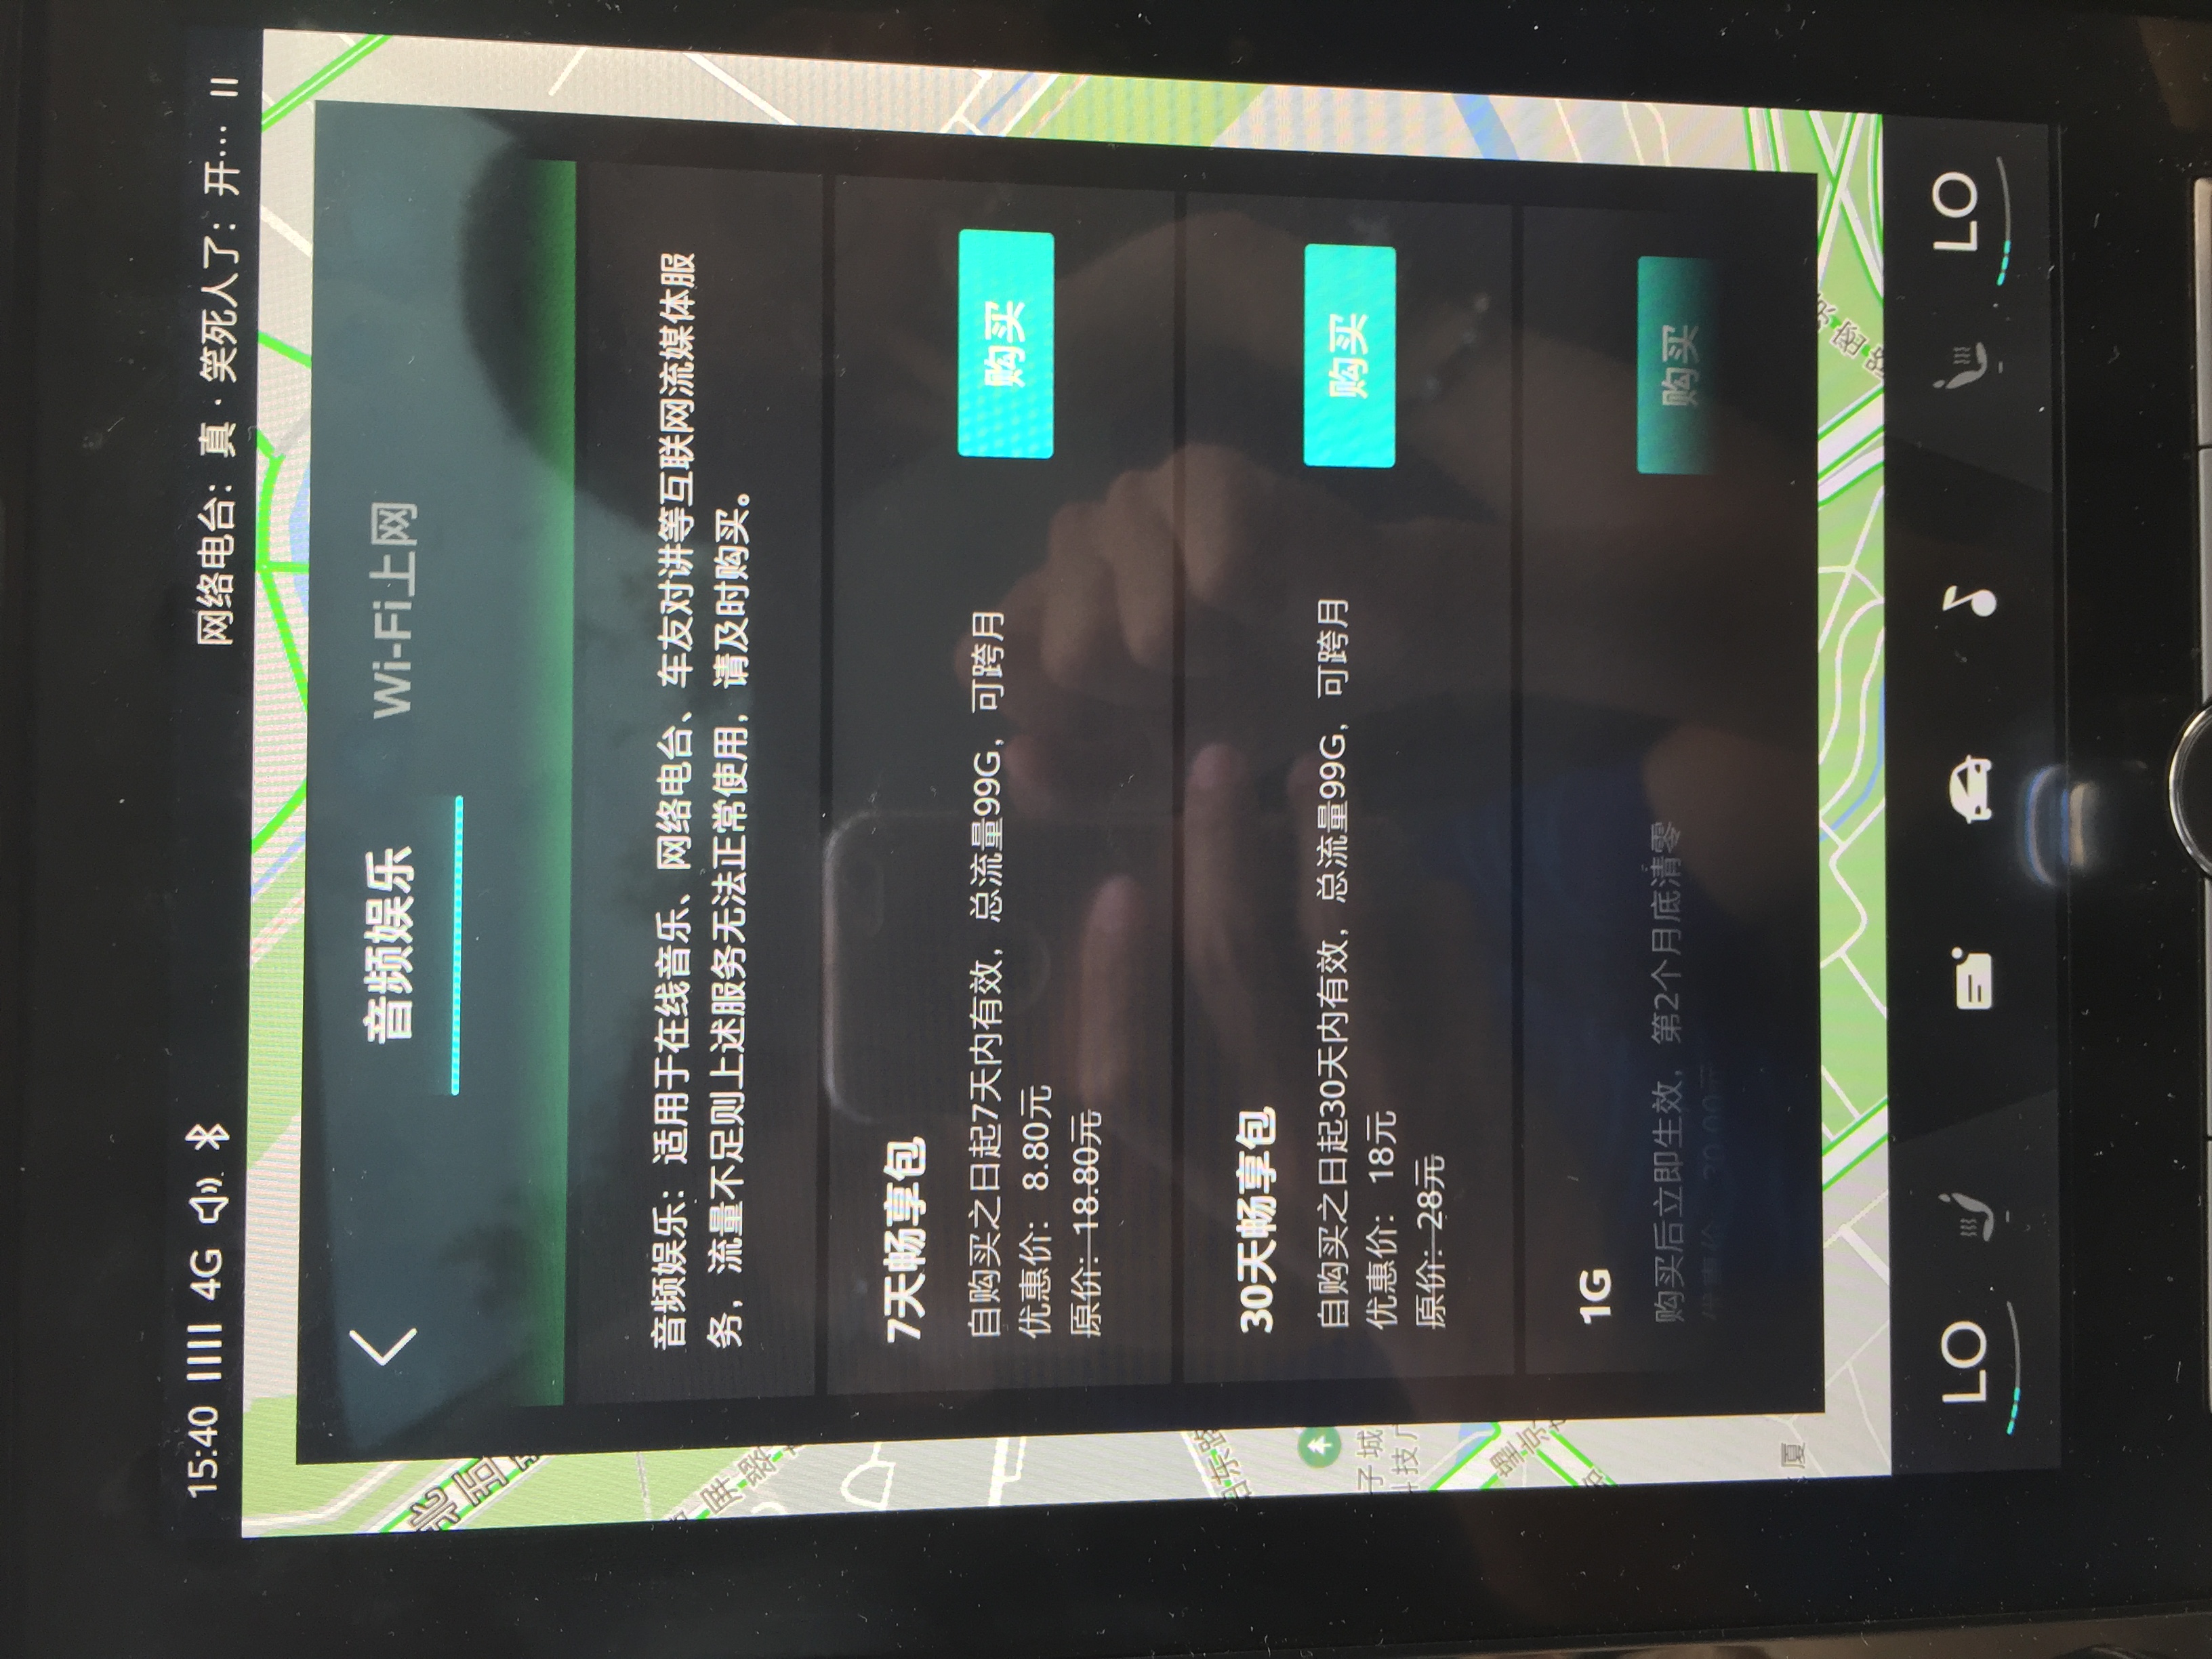 15:40 4G 网络电台：真·笑死人了：开…
音频娱乐 Wi-Fi上网
音频娱乐：适用于在线音乐、网络电台、车友对讲等互联网流媒体服
务，流量不足则上述服务无法正常使用，请及时购买。
7天畅享包
自购买之日起7天内有效，总流量99G，可跨月
优惠价： 8.80元
原价：18.80元
购买
30天畅享包
自购买之日起30天内有效，总流量99G，可跨月
优惠价： 18元
原价：28元
购买
1G
购买后立即生效，第2个月底清零
优惠价 30.00元
购买
厦
LO LO